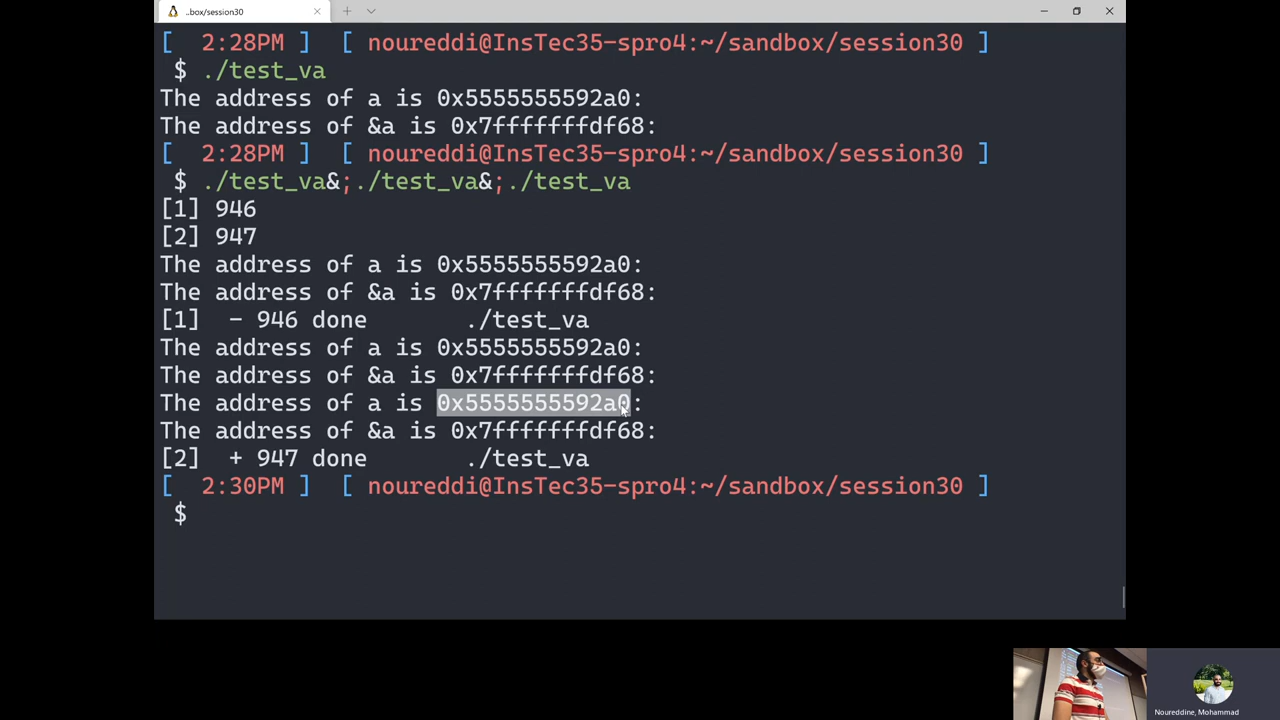 ..box/session30
[ 2:28PM ] [ noureddi@InsTec35-spro4:~/sandbox/session30 ]
$ ./test_va
The address of a is 0x5555555592a0:
The address of &a is 0x7fffffffdf68:
[ 2:28PM ] [ noureddi@InsTec35-spro4:~/sandbox/session30 ]
$ ./test_va&;./test_va&;./test_va
[1] 946
[2] 947
The address of a is 0x5555555592a0:
The address of &a is 0x7fffffffdf68:
[1] - 946 done ./test_va
The address of a is 0x5555555592a0:
The address of &a is 0x7fffffffdf68:
The address of a is 0x5555555592a0:
The address of &a is 0x7fffffffdf68:
[2] + 947 done ./test_va
[ 2:30PM ] [ noureddi@InsTec35-spro4:~/sandbox/session30 ]
$
Noureddine, Mohammad